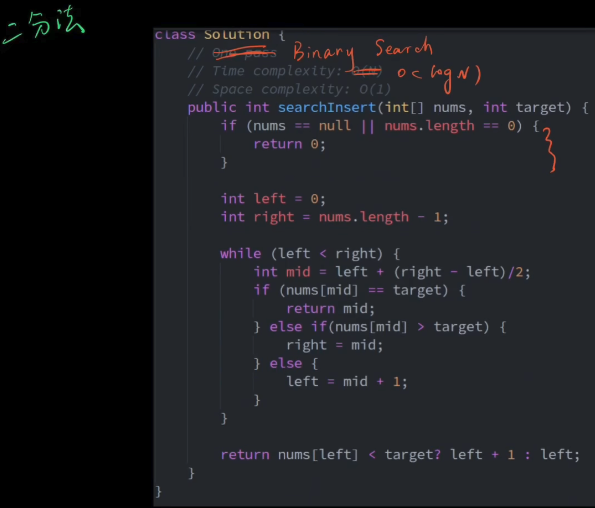 二分法
class Solution {
// One pass Binary Search
// Time complexity: O(N) O(log N)
// Space complexity: O(1)
public int searchInsert(int[] nums, int target) {
if (nums == null || nums.length == 0) {
return 0;
}
int left = 0;
int right = nums.length - 1;
while (left < right) {
int mid = left + (right - left)/2;
if (nums[mid] == target) {
return mid;
} else if(nums[mid] > target) {
right = mid;
} else {
left = mid + 1;
}
}
return nums[left] < target? left + 1 : left;
}
}